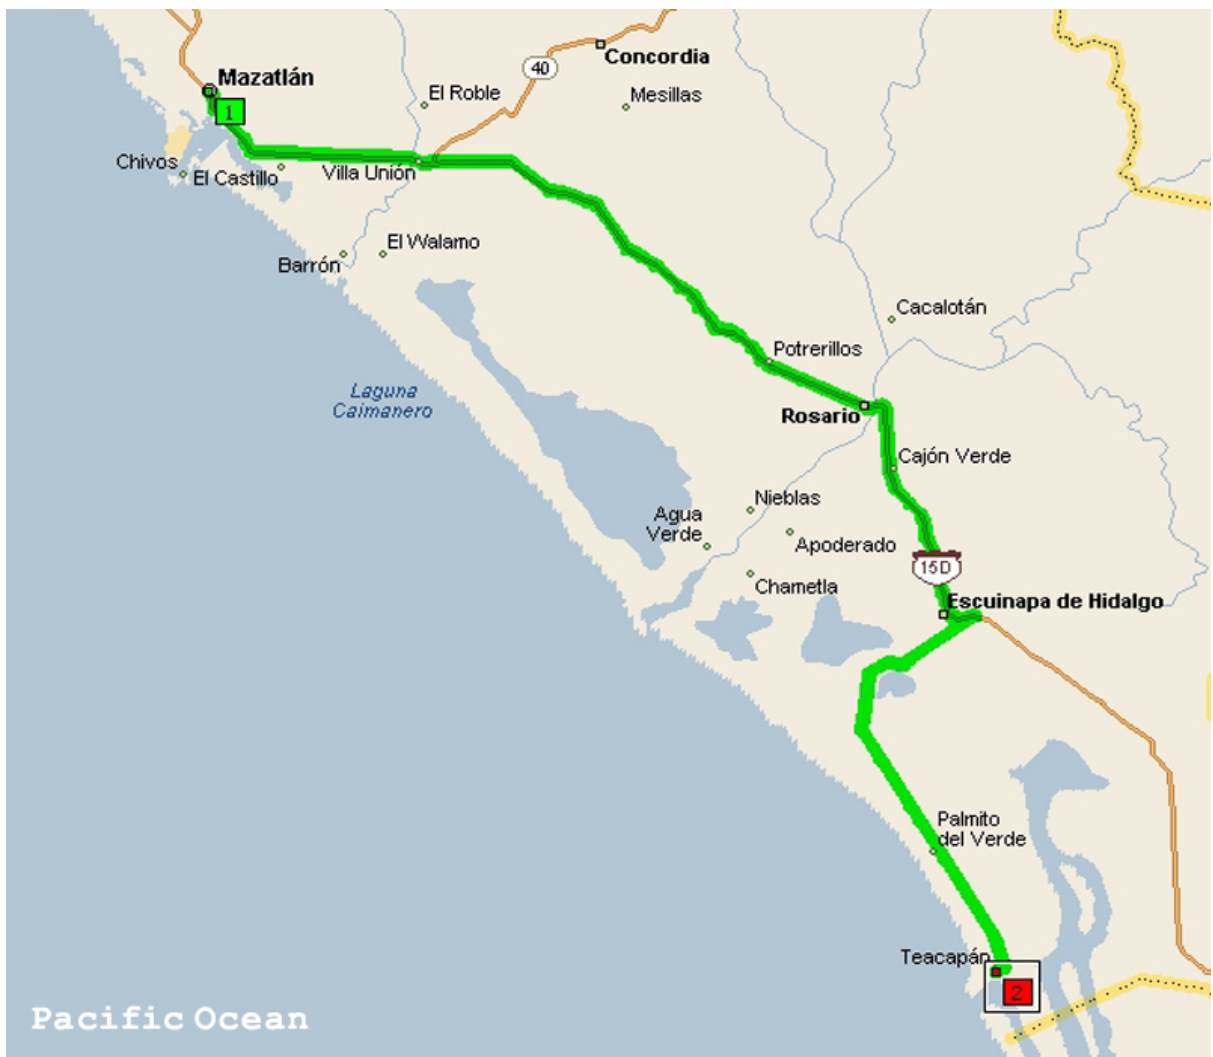 Concordia
40
Mazatlán
1
El Roble
Mesillas
Chivos
El Castillo
Villa Unión
El Walamo
Barrón
Cacalotán
Potrerillos
Laguna
Caimanero
Rosario
Cajón Verde
Nieblas
Agua
Verde
Apoderado
15D
Chametla
Escuinapa de Hidalgo
Palmito
del Verde
Teacapán
2
Pacific Ocean